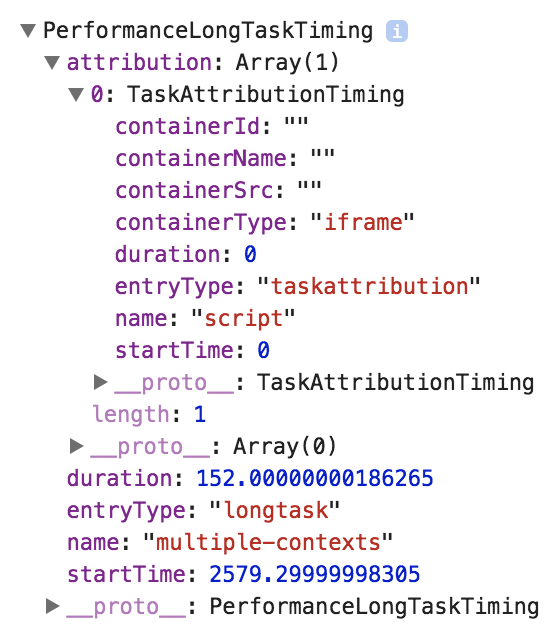 ▼ PerformanceLongTaskTiming i
▼ attribution: Array(1)
▼ 0: TaskAttributionTiming
containerId: ""
containerName: ""
containerSrc: ""
containerType: "iframe"
duration: 0
entryType: "taskattribution"
name: "script"
startTime: 0
▶ __proto__: TaskAttributionTiming
length: 1
▶ __proto__: Array(0)
duration: 152.00000000186265
entryType: "longtask"
name: "multiple-contexts"
startTime: 2579.29999998305
▶ __proto__: PerformanceLongTaskTiming